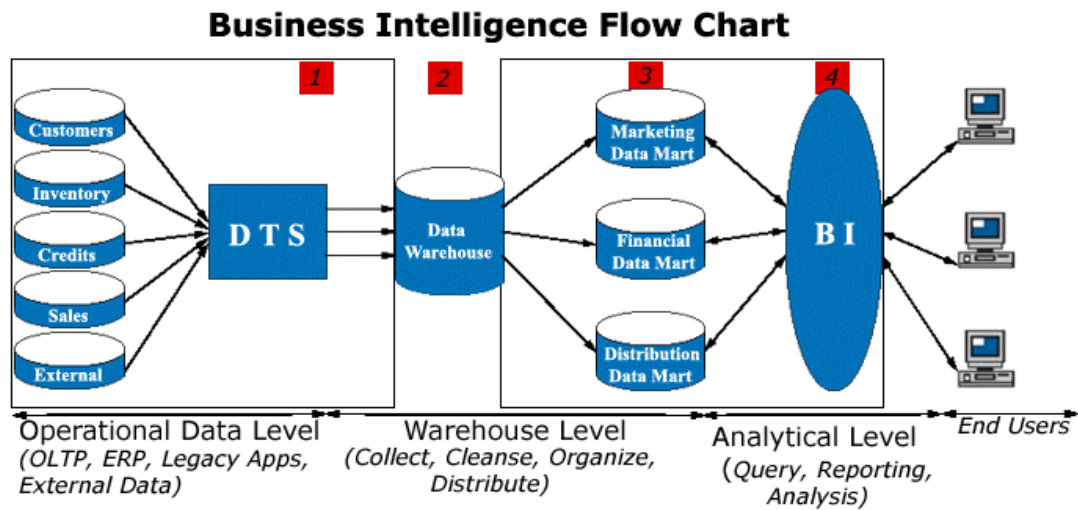 Business Intelligence Flow Chart
1
2
3
4
Customers
Inventory
Credits
Sales
External
D T S
Data
Warehouse
Marketing
Data Mart
Financial
Data Mart
Distribution
Data Mart
B I
Operational Data Level
(OLTP, ERP, Legacy Apps,
External Data)
Warehouse Level
(Collect, Cleanse, Organize,
Distribute)
Analytical Level
(Query, Reporting,
Analysis)
End Users